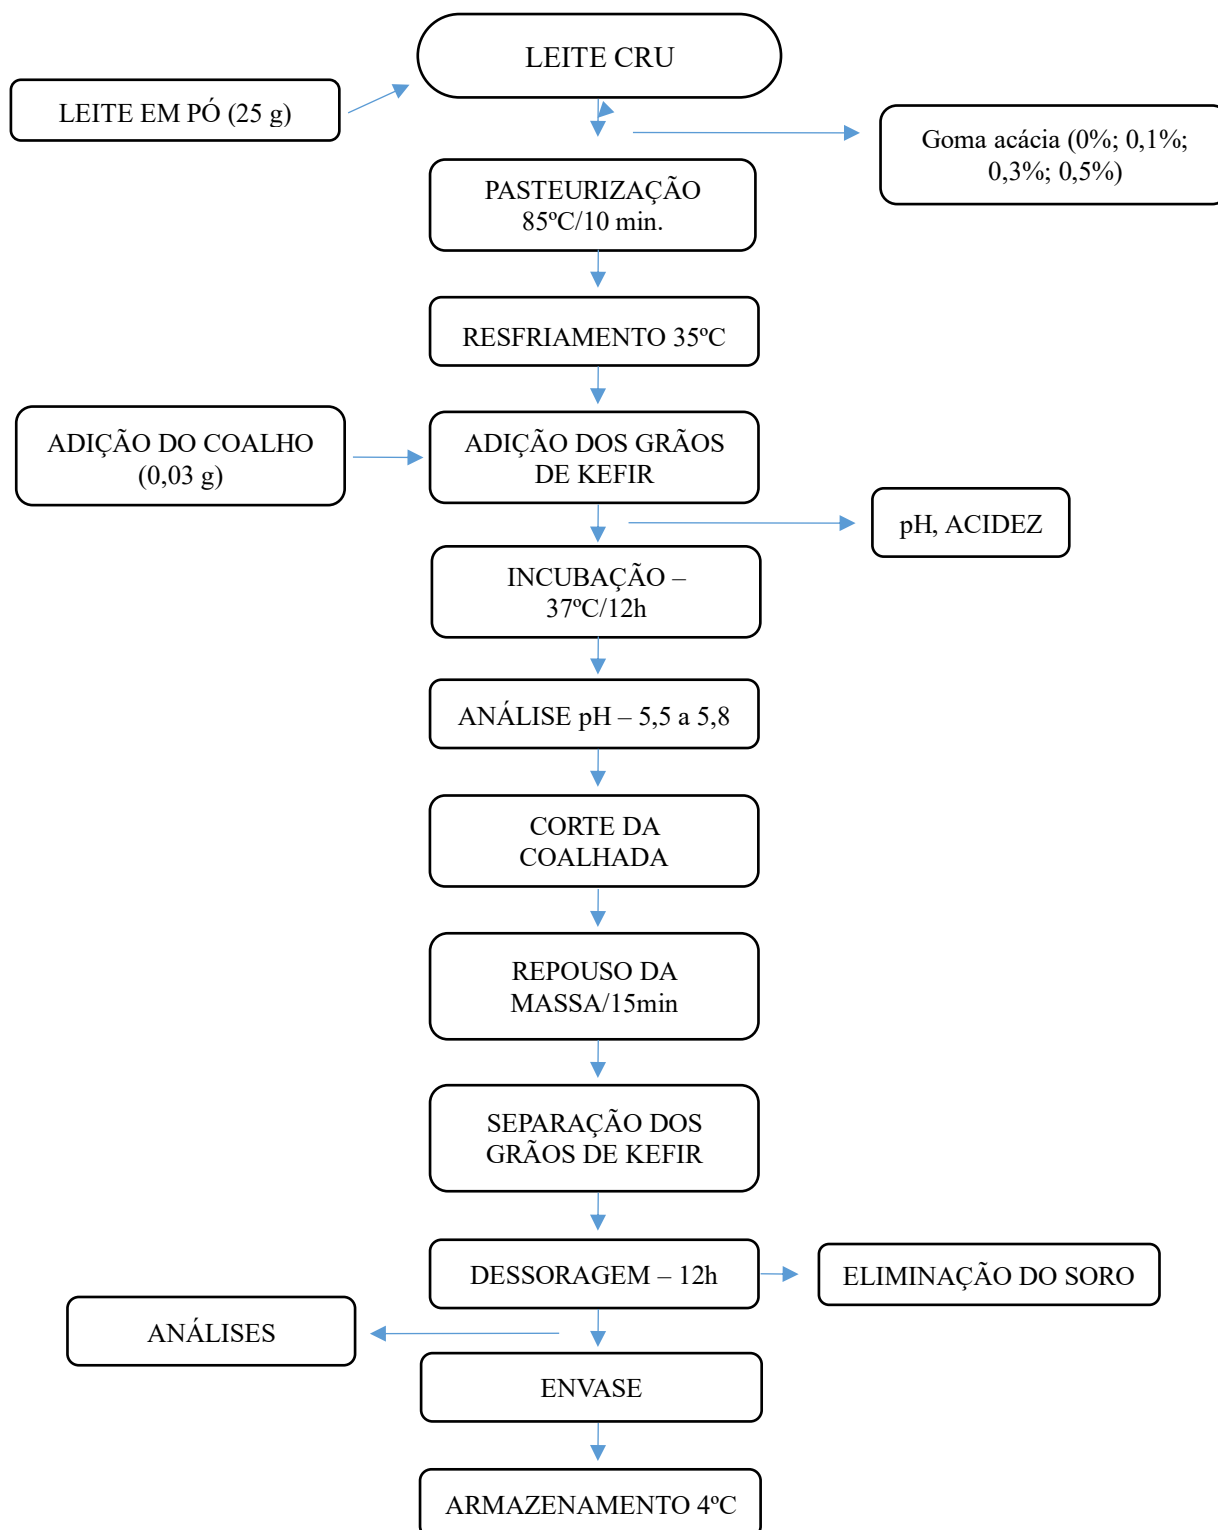 LEITE CRU
LEITE EM PÓ (25 g)
Goma acácia (0%; 0,1%;
0,3%; 0,5%)
PASTEURIZAÇÃO
85ºC/10 min.
RESFRIAMENTO 35ºC
ADIÇÃO DO COALHO
(0,03 g)
ADIÇÃO DOS GRÃOS
DE KEFIR
pH, ACIDEZ
INCUBAÇÃO –
37ºC/12h
ANÁLISE pH – 5,5 a 5,8
CORTE DA
COALHADA
REPOUSO DA
MASSA/15min
SEPARAÇÃO DOS
GRÃOS DE KEFIR
DESSORAGEM – 12h
ELIMINAÇÃO DO SORO
ANÁLISES
ENVASE
ARMAZENAMENTO 4ºC